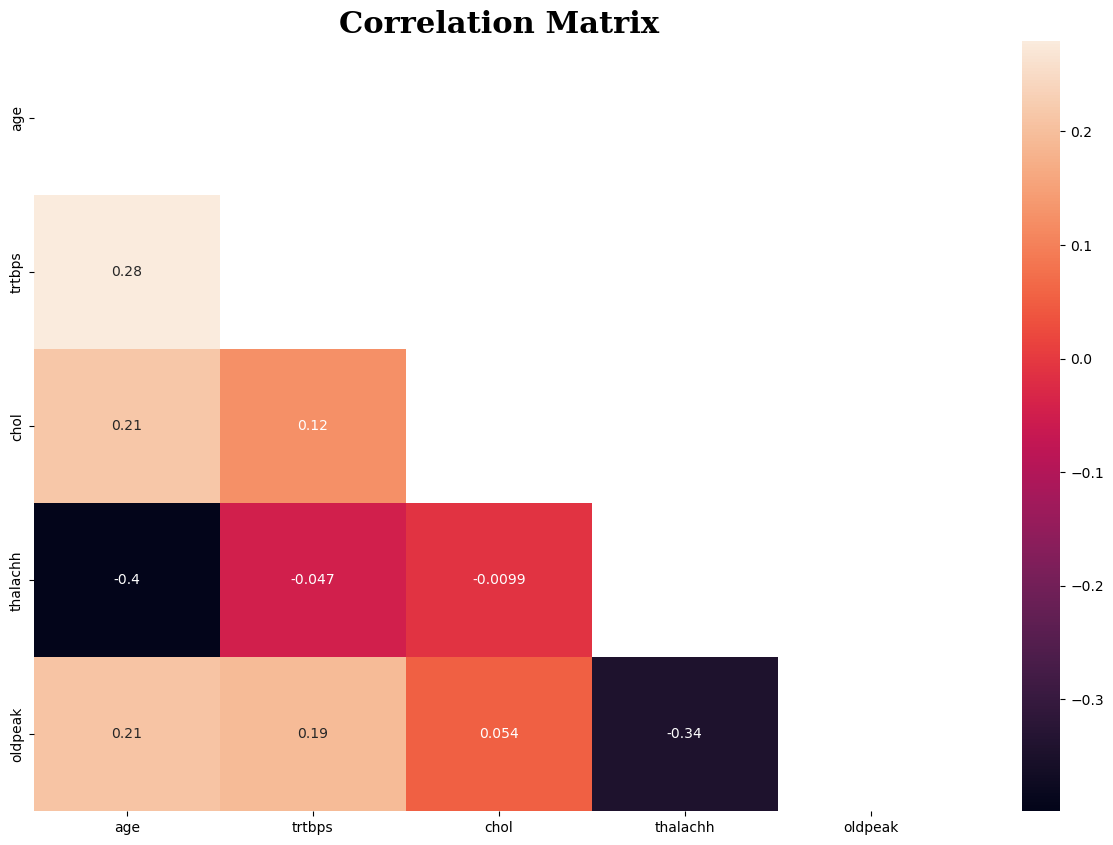 Correlation Matrix
age
trtbps
0.28
chol
0.21 0.12
thalachh
-0.4 -0.047 -0.0099
oldpeak
0.21 0.19 0.054 -0.34
age trtbps chol thalachh oldpeak
0.2
0.1
0.0
−0.1
−0.2
−0.3